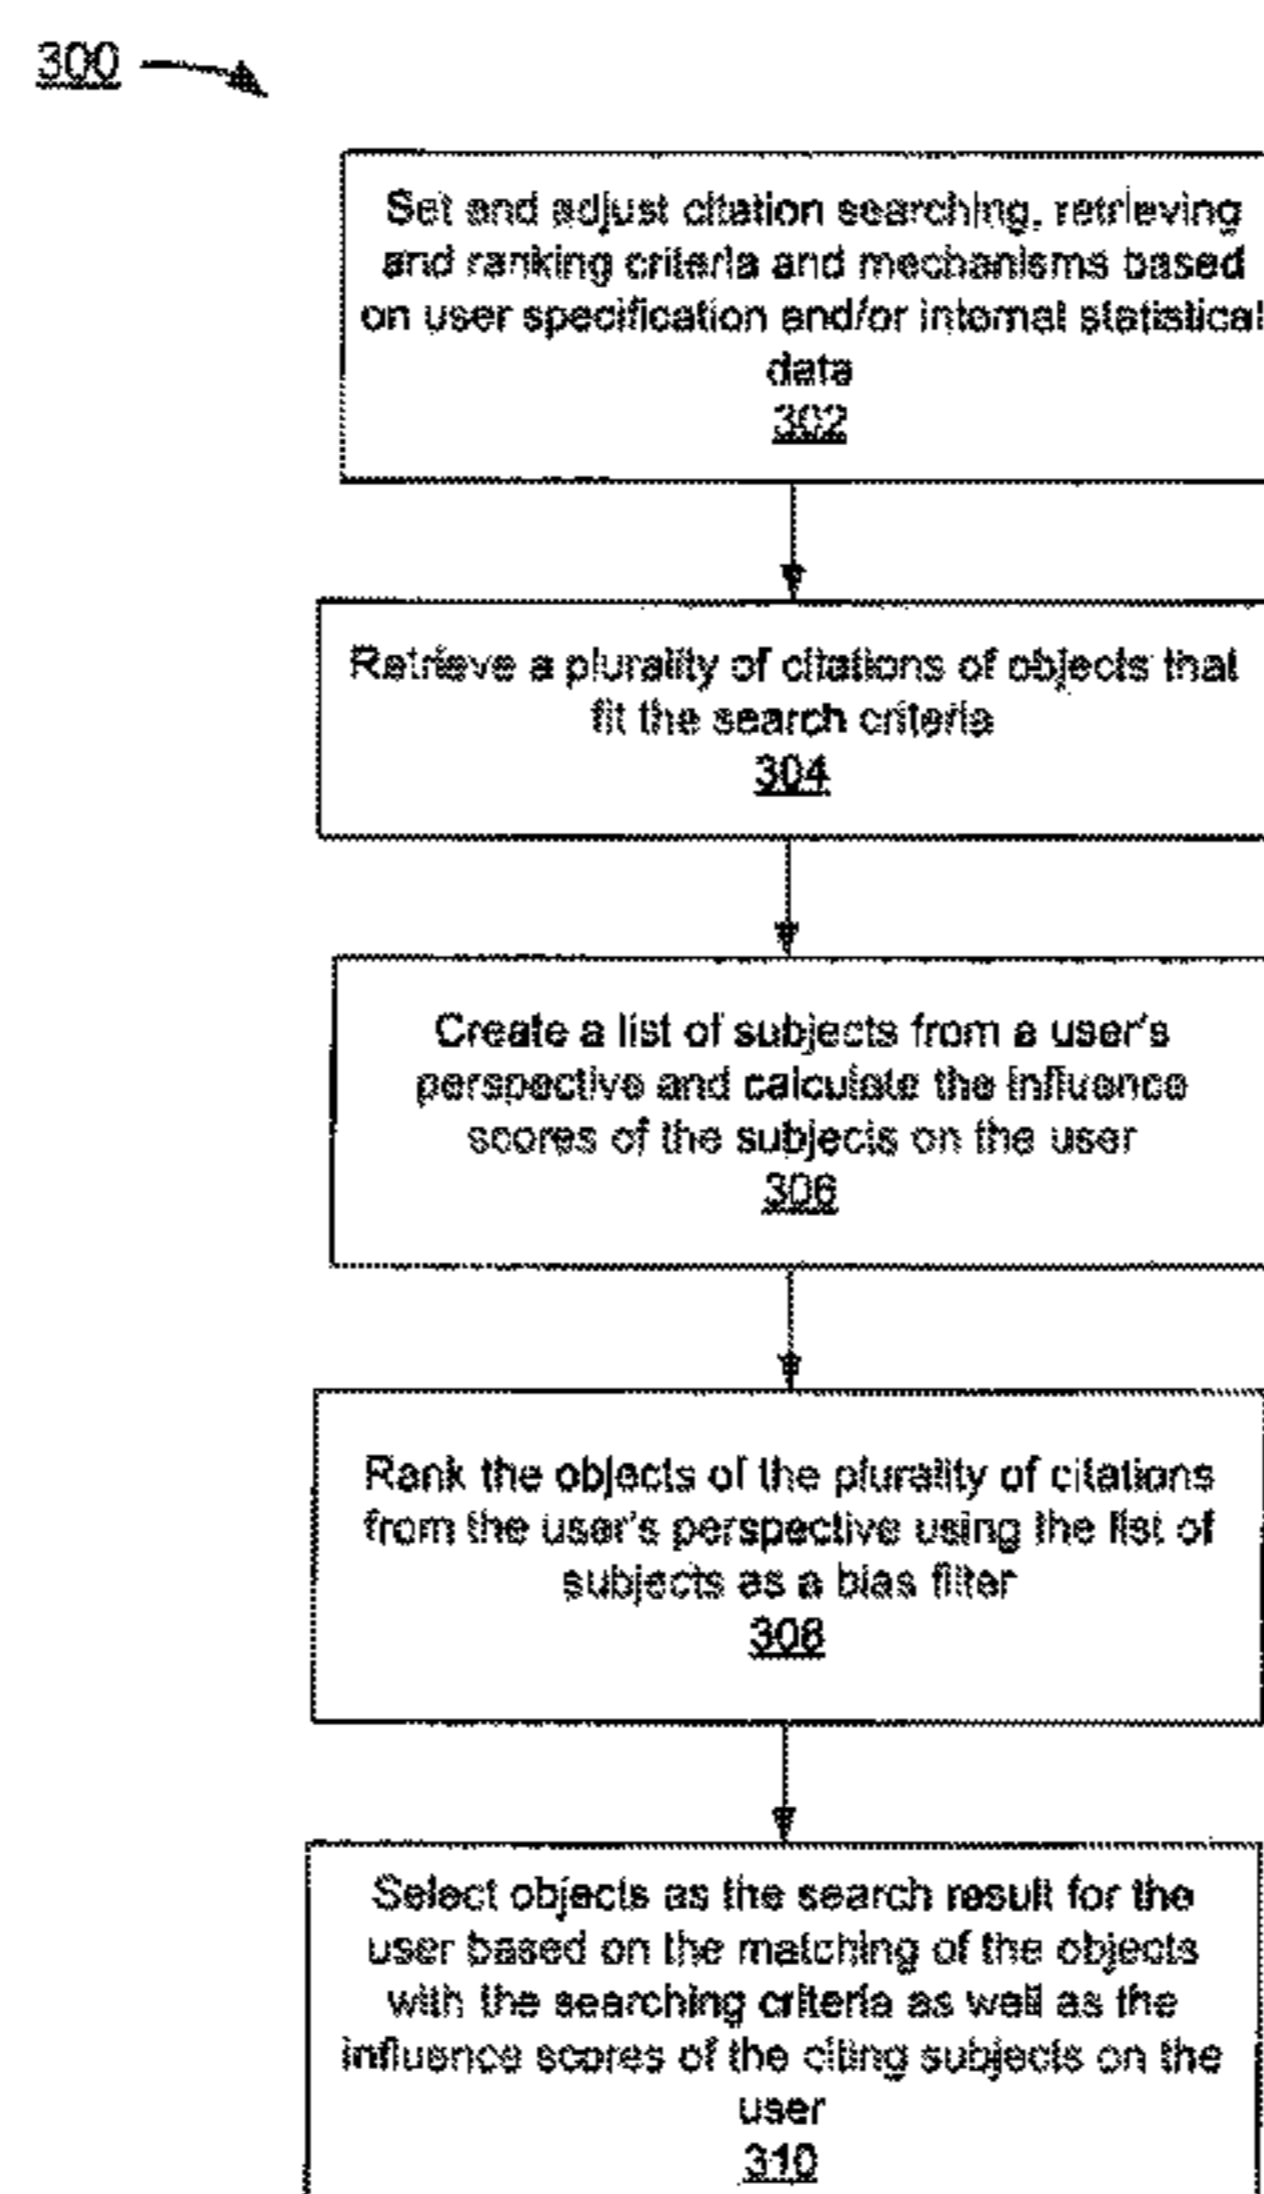 300
Set and adjust citation searching, retrieving
and ranking criteria and mechanisms based
on user specification and/or internal statistical
data
302
Retrieve a plurality of citations of objects that
fit the search criteria
304
Create a list of subjects from a user's
perspective and calculate the influence
scores of the subjects on the user
306
Rank the objects of the plurality of citations
from the user's perspective using the list of
subjects as a bias filter
308
Select objects as the search result for the
user based on the matching of the objects
with the searching criteria as well as the
influence scores of the citing subjects on the
user
310